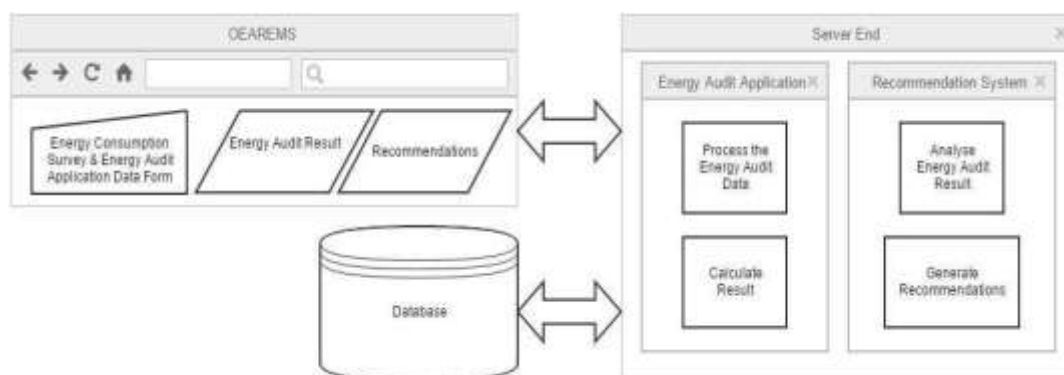 OEAREMS
Energy Consumption
Survey & Energy Audit
Application Data Form
Energy Audit Result
Recommendations
Database
Server End
Energy Audit Application
Process the
Energy Audit
Data
Calculate
Result
Recommendation System
Analyse
Energy Audit
Result
Generate
Recommendations